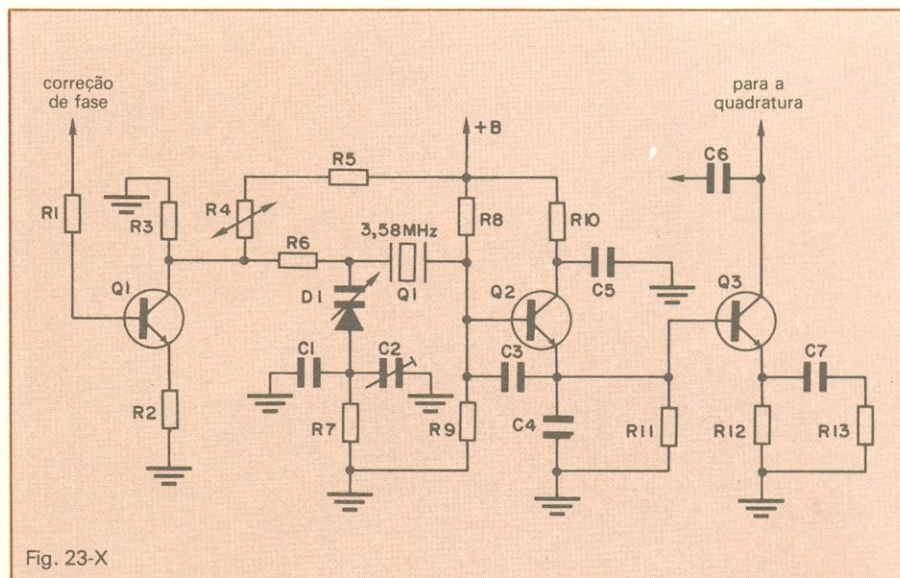 correção
de fase
para a
quadratura
+B
C6
R5
R1
R3
R4
R8
R10
3,58MHz
R6
Q1
D1
Q1
Q2
C5
Q3
C1
C2
C3
C7
R2
R7
R9
C4
R11
R12
R13
Fig. 23-X